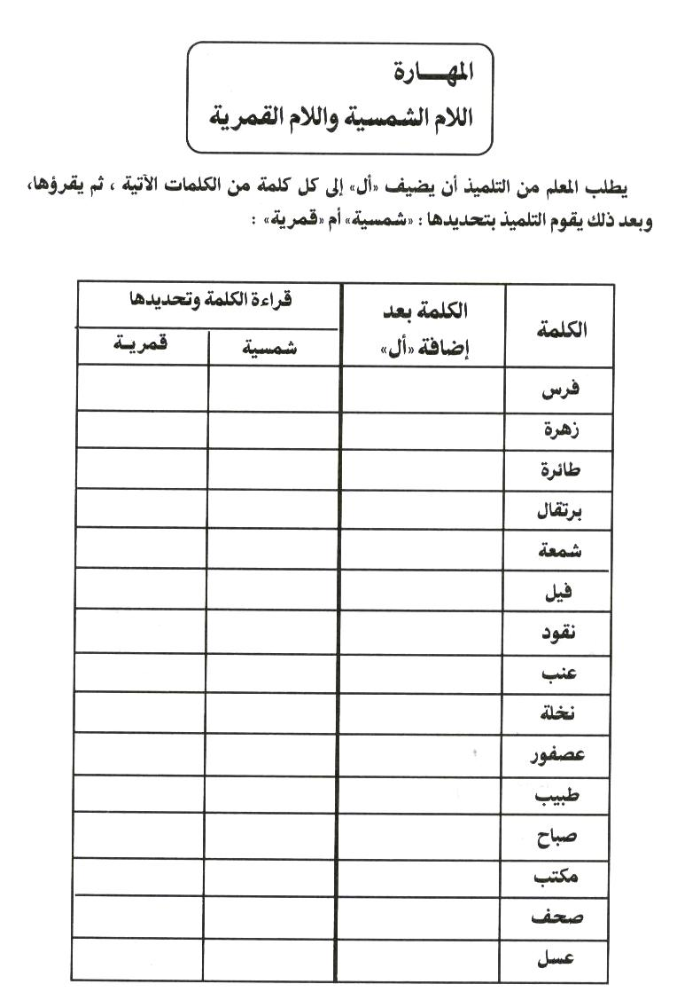 المهـــــارة
اللام الشمسية واللام القمرية
يطلب المعلم من التلميذ أن يضيف «أل» إلى كل كلمة من الكلمات الآتية ، ثم يقرؤها،
وبعد ذلك يقوم التلميذ بتحديدها : «شمسية» أم «قمرية» :
الكلمة
الكلمة بعد
إضافة «أل»
قراءة الكلمة وتحديدها
شمسية
قمريـة
فرس
زهرة
طائرة
برتقال
شمعة
فيل
نقود
عنب
نخلة
عصفور
طبيب
صباح
مكتب
صحف
عسل